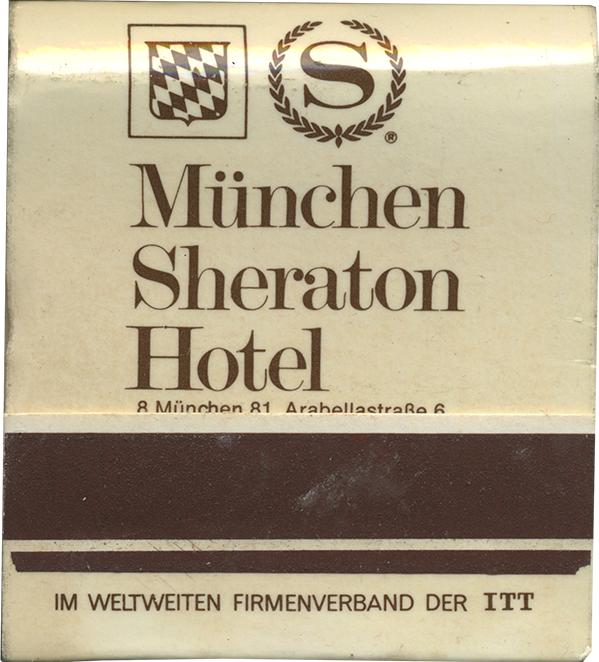 S
®
München
Sheraton
Hotel
8 München 81, Arabellastraße 6
IM WELTWEITEN FIRMENVERBAND DER ITT